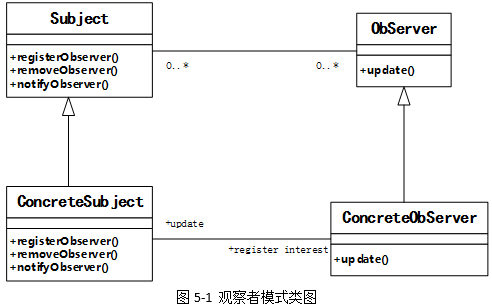 Subject
+registerObserver()
+removeObserver()
+notifyObserver()
ObServer
+update()
0..*
0..*
ConcreteSubject
+registerObserver()
+removeObserver()
+notifyObserver()
+update
+register interest
ConcreteObServer
+update()
图 5-1 观察者模式类图